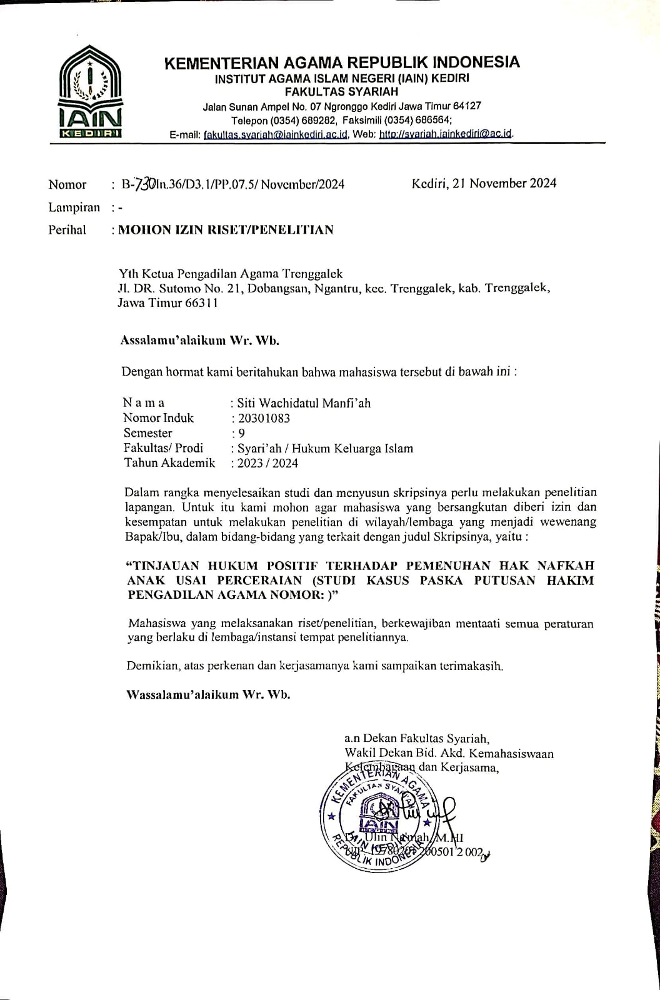 IAIN
KEDIRI
KEMENTERIAN AGAMA REPUBLIK INDONESIA
INSTITUT AGAMA ISLAM NEGERI (IAIN) KEDIRI
FAKULTAS SYARIAH
Jalan Sunan Ampel No. 07 Ngronggo Kediri Jawa Timur 64127
Telepon (0354) 689282, Faksimili (0354) 686564;
E-mail: fakultas.syariah@iainkediri.ac.id, Web: http://syariah.iainkediri@ac.id.
Nomor : B-730In.36/D3.1/PP.07.5/ November/2024 Kediri, 21 November 2024
Lampiran : -
Perihal : MOHON IZIN RISET/PENELITIAN
Yth Ketua Pengadilan Agama Trenggalek
Jl. DR. Sutomo No. 21, Dobangsan, Ngantru, kec. Trenggalek, kab. Trenggalek,
Jawa Timur 66311
Assalamu’alaikum Wr. Wb.
Dengan hormat kami beritahukan bahwa mahasiswa tersebut di bawah ini :
N a m a : Siti Wachidatul Manfi’ah
Nomor Induk : 20301083
Semester : 9
Fakultas/ Prodi : Syari’ah / Hukum Keluarga Islam
Tahun Akademik : 2023 / 2024
Dalam rangka menyelesaikan studi dan menyusun skripsinya perlu melakukan penelitian
lapangan. Untuk itu kami mohon agar mahasiswa yang bersangkutan diberi izin dan
kesempatan untuk melakukan penelitian di wilayah/lembaga yang menjadi wewenang
Bapak/Ibu, dalam bidang-bidang yang terkait dengan judul Skripsinya, yaitu :
“TINJAUAN HUKUM POSITIF TERHADAP PEMENUHAN HAK NAFKAH
ANAK USAI PERCERAIAN (STUDI KASUS PASKA PUTUSAN HAKIM
PENGADILAN AGAMA NOMOR: )”
Mahasiswa yang melaksanakan riset/penelitian, berkewajiban mentaati semua peraturan
yang berlaku di lembaga/instansi tempat penelitiannya.
Demikian, atas perkenan dan kerjasamanya kami sampaikan terimakasih.
Wassalamu’alaikum Wr. Wb.
a.n Dekan Fakultas Syariah,
Wakil Dekan Bid. Akd. Kemahasiswaan
Kelembagaan dan Kerjasama,
KEMENTERIAN AGAMA
FAKULTAS SYARIAH
IAIN
IAIN KEDIRI
REPUBLIK INDONESIA
Ulin Na'mah, M.HI
200501 2 002